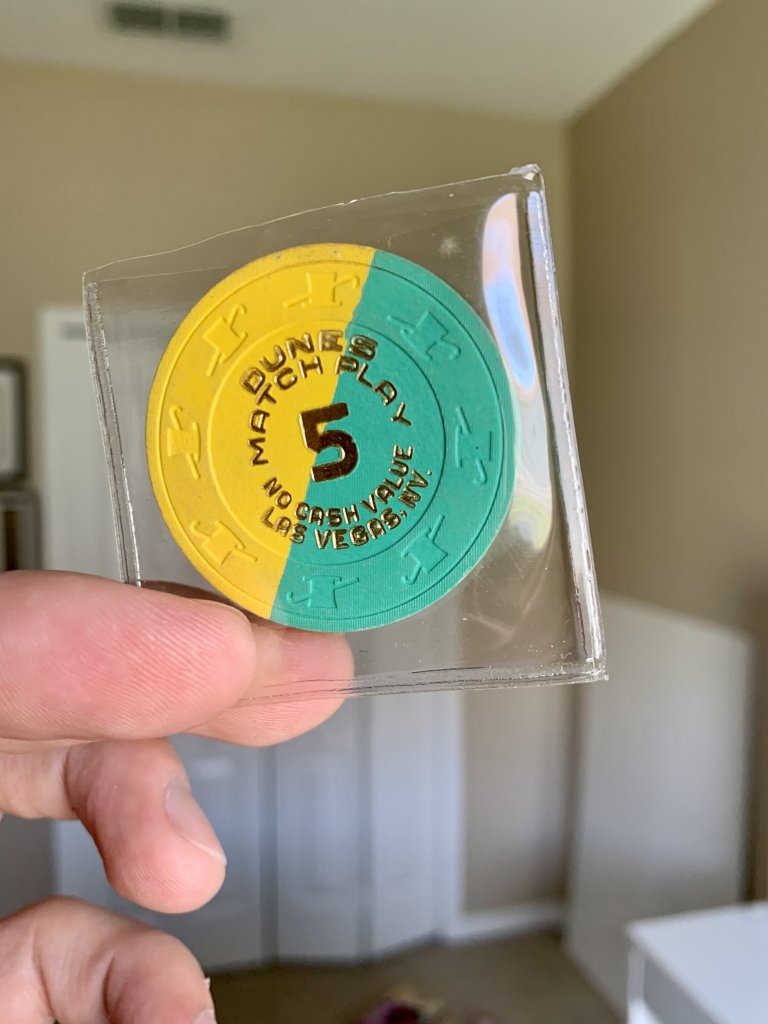 DUNES
MATCH PLAY
5
NO CASH VALUE
LAS VEGAS, NV.